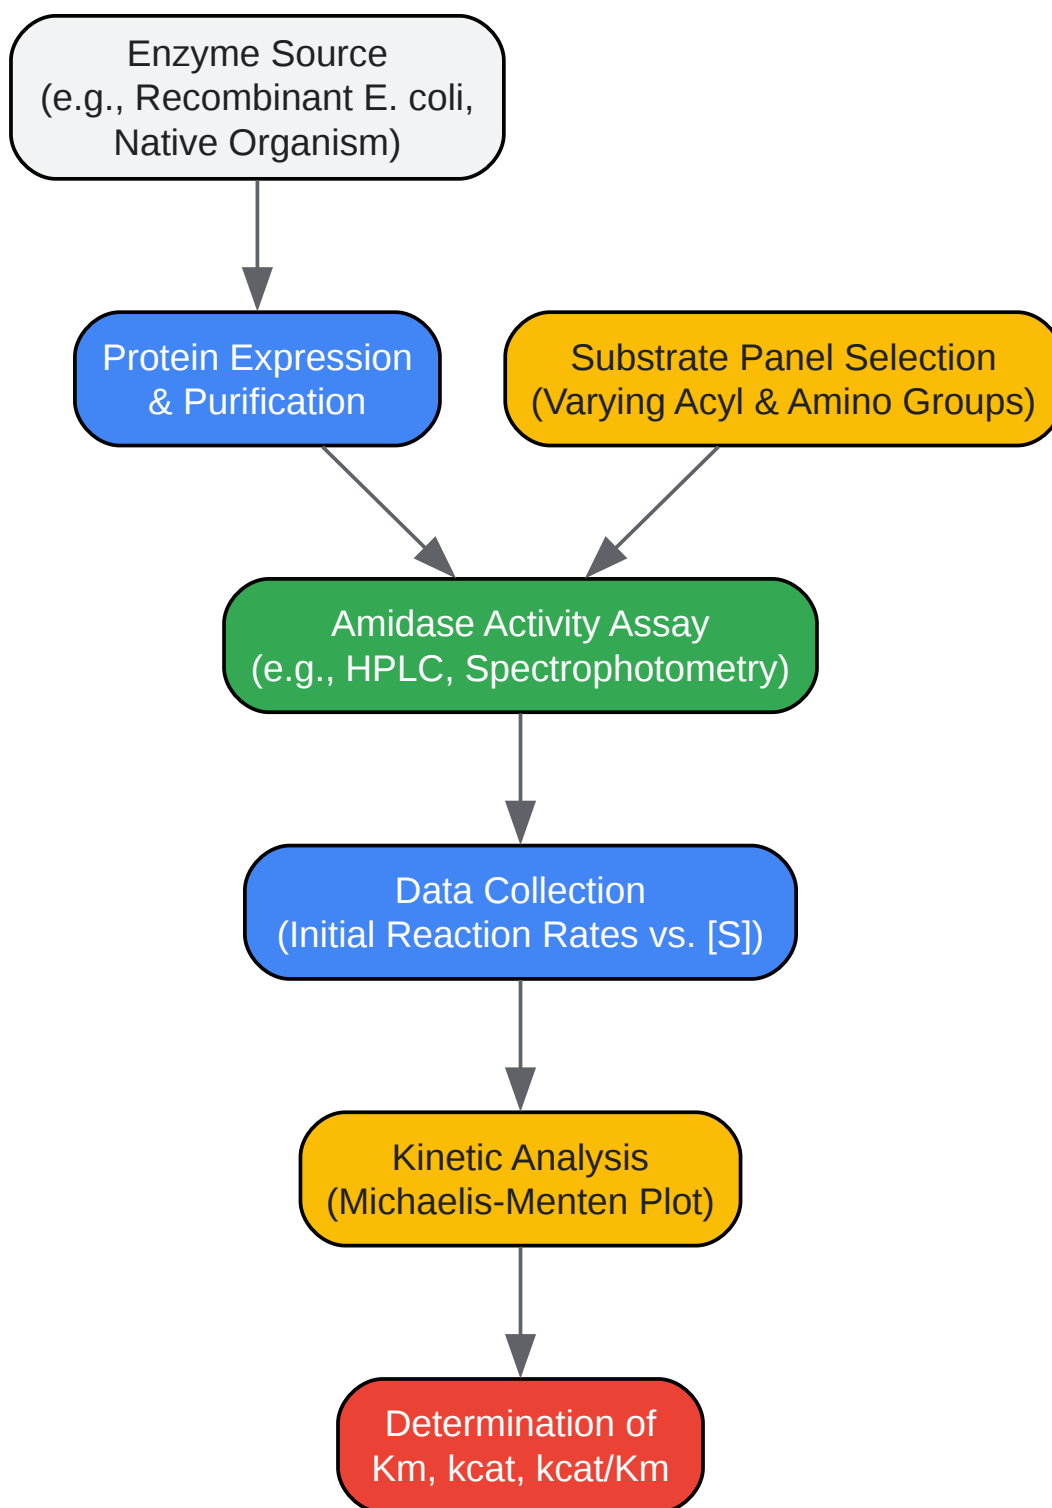 Enzyme Source
(e.g., Recombinant E. coli,
Native Organism)
Protein Expression
& Purification
Substrate Panel Selection
(Varying Acyl & Amino Groups)
Amidase Activity Assay
(e.g., HPLC, Spectrophotometry)
Data Collection
(Initial Reaction Rates vs. [S])
Kinetic Analysis
(Michaelis-Menten Plot)
Determination of
Km, kcat, kcat/Km